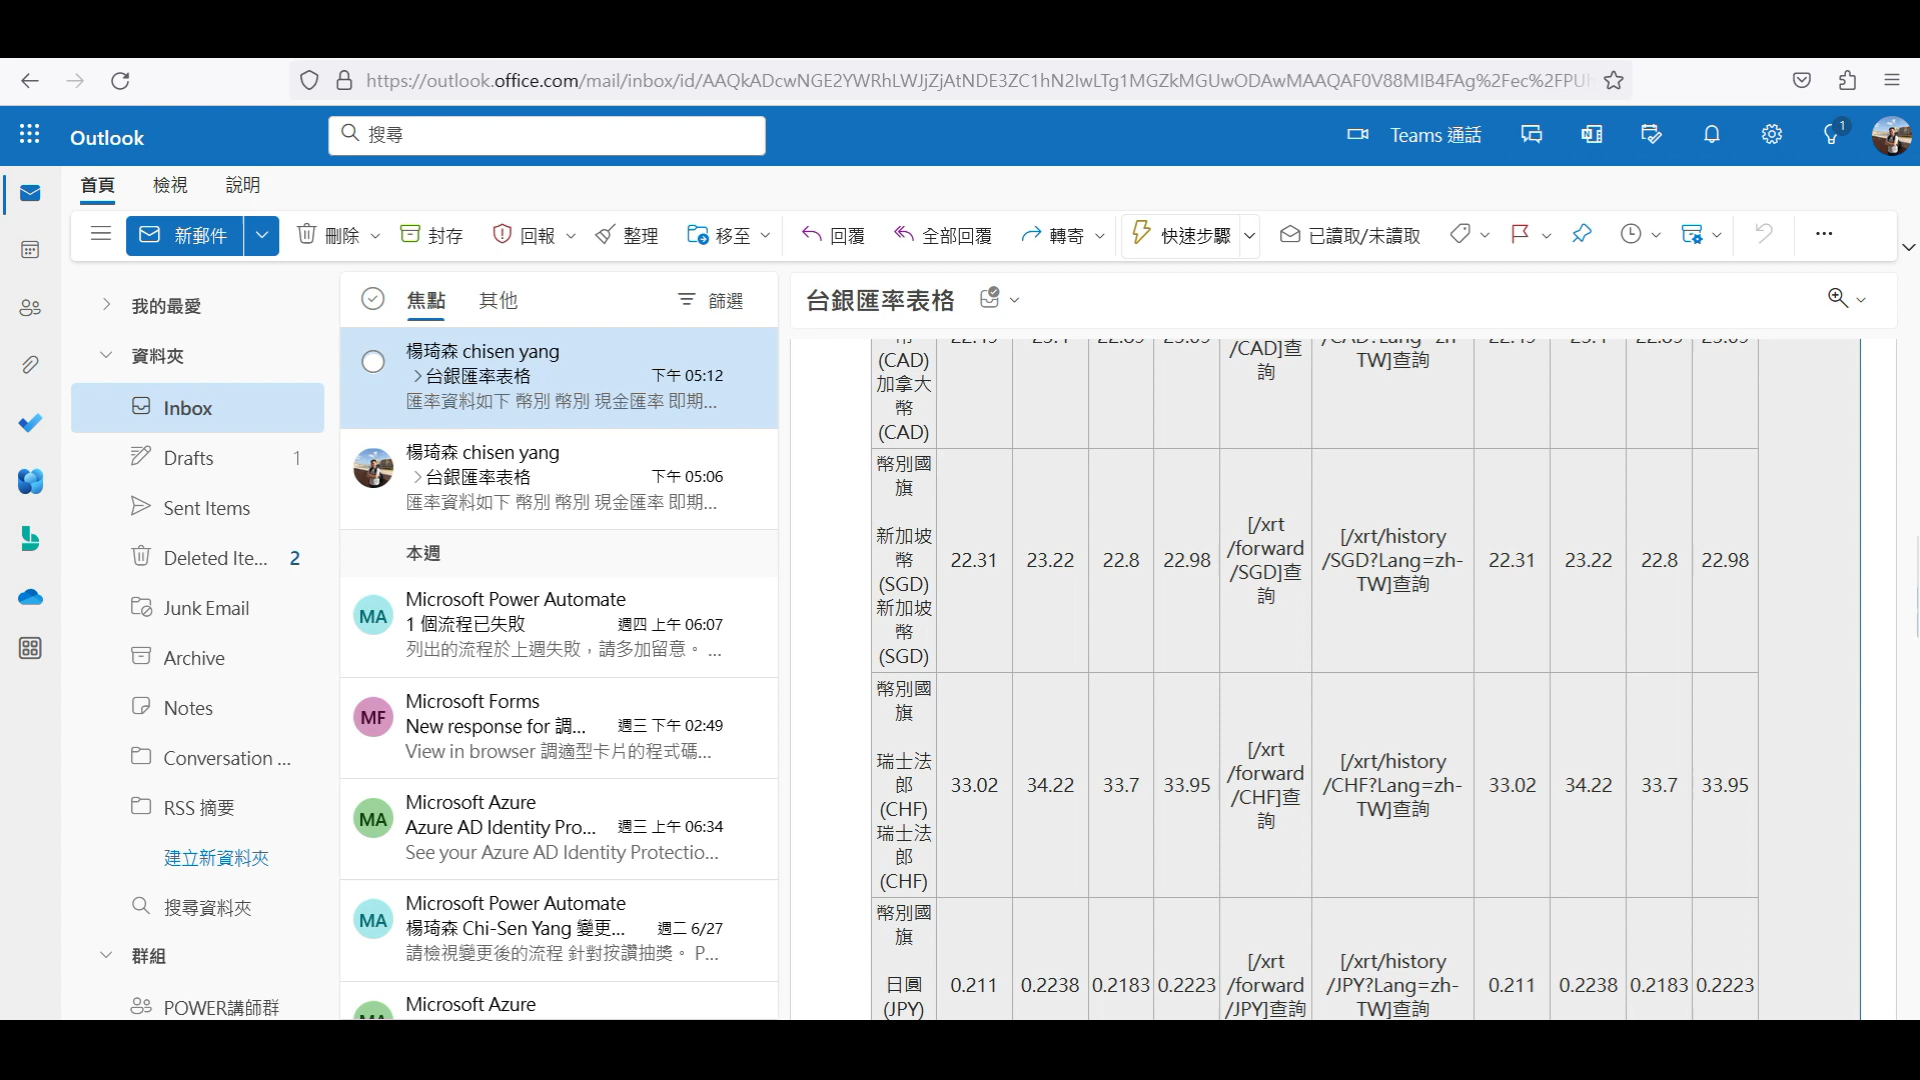 https://outlook.office.com/mail/inbox/id/AAQkADcwNGE2YWRhLWJjZjAtNDE3ZC1hN2IwLTg1MGZkMGUwODAwMAAQAF0V88MIB4FAg%2Fec%2FPU
Outlook
搜尋
Teams 通話
1
首頁 檢視 說明
新郵件 刪除 封存 回報 整理 移至 回覆 全部回覆 轉寄 快速步驟 已讀取/未讀取
我的最愛
資料夾
Inbox
Drafts 1
Sent Items
Deleted Ite... 2
Junk Email
Archive
Notes
Conversation ...
RSS 摘要
建立新資料夾
搜尋資料夾
群組
POWER講師群
焦點 其他 篩選
楊琦森 chisen yang
台銀匯率表格 下午 05:12
匯率資料如下 幣別 幣別 現金匯率 即期...
楊琦森 chisen yang
台銀匯率表格 下午 05:06
匯率資料如下 幣別 幣別 現金匯率 即期...
本週
MA
Microsoft Power Automate
1 個流程已失敗 週四 上午 06:07
列出的流程於上週失敗，請多加留意。 ...
MF
Microsoft Forms
New response for 調... 週三 下午 02:49
View in browser 調適型卡片的程式碼...
MA
Microsoft Azure
Azure AD Identity Pro... 週三 上午 06:34
See your Azure AD Identity Protectio...
MA
Microsoft Power Automate
楊琦森 Chi-Sen Yang 變更... 週二 6/27
請檢視變更後的流程 針對按讚抽獎。 P...
Microsoft Azure
台銀匯率表格
(CAD)
加拿大
幣
(CAD)
/CAD]查
詢
TW]查詢
幣別國
旗
新加坡
幣
(SGD)
新加坡
幣
(SGD)
22.31 23.22 22.8 22.98
[/xrt
/forward
/SGD]查
詢
[/xrt/history
/SGD?Lang=zh-
TW]查詢
22.31 23.22 22.8 22.98
幣別國
旗
瑞士法
郎
(CHF)
瑞士法
郎
(CHF)
33.02 34.22 33.7 33.95
[/xrt
/forward
/CHF]查
詢
[/xrt/history
/CHF?Lang=zh-
TW]查詢
33.02 34.22 33.7 33.95
幣別國
旗
日圓
(JPY)
0.211 0.2238 0.2183 0.2223
[/xrt
/forward
/JPY]查詢
[/xrt/history
/JPY?Lang=zh-
TW]查詢
0.211 0.2238 0.2183 0.2223